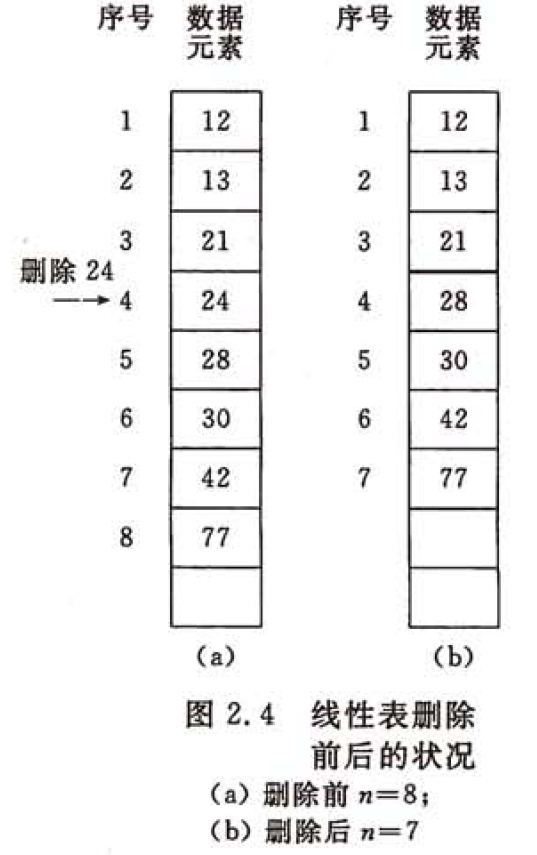 序号 数据 序号 数据
元素 元素
1 12 1 12
2 13 2 13
3 21 3 21
删除 24
4 24 4 28
5 28 5 30
6 30 6 42
7 42 7 77
8 77
(a) (b)
图 2.4 线性表删除
前后的状况
(a) 删除前 n=8;
(b) 删除后 n=7